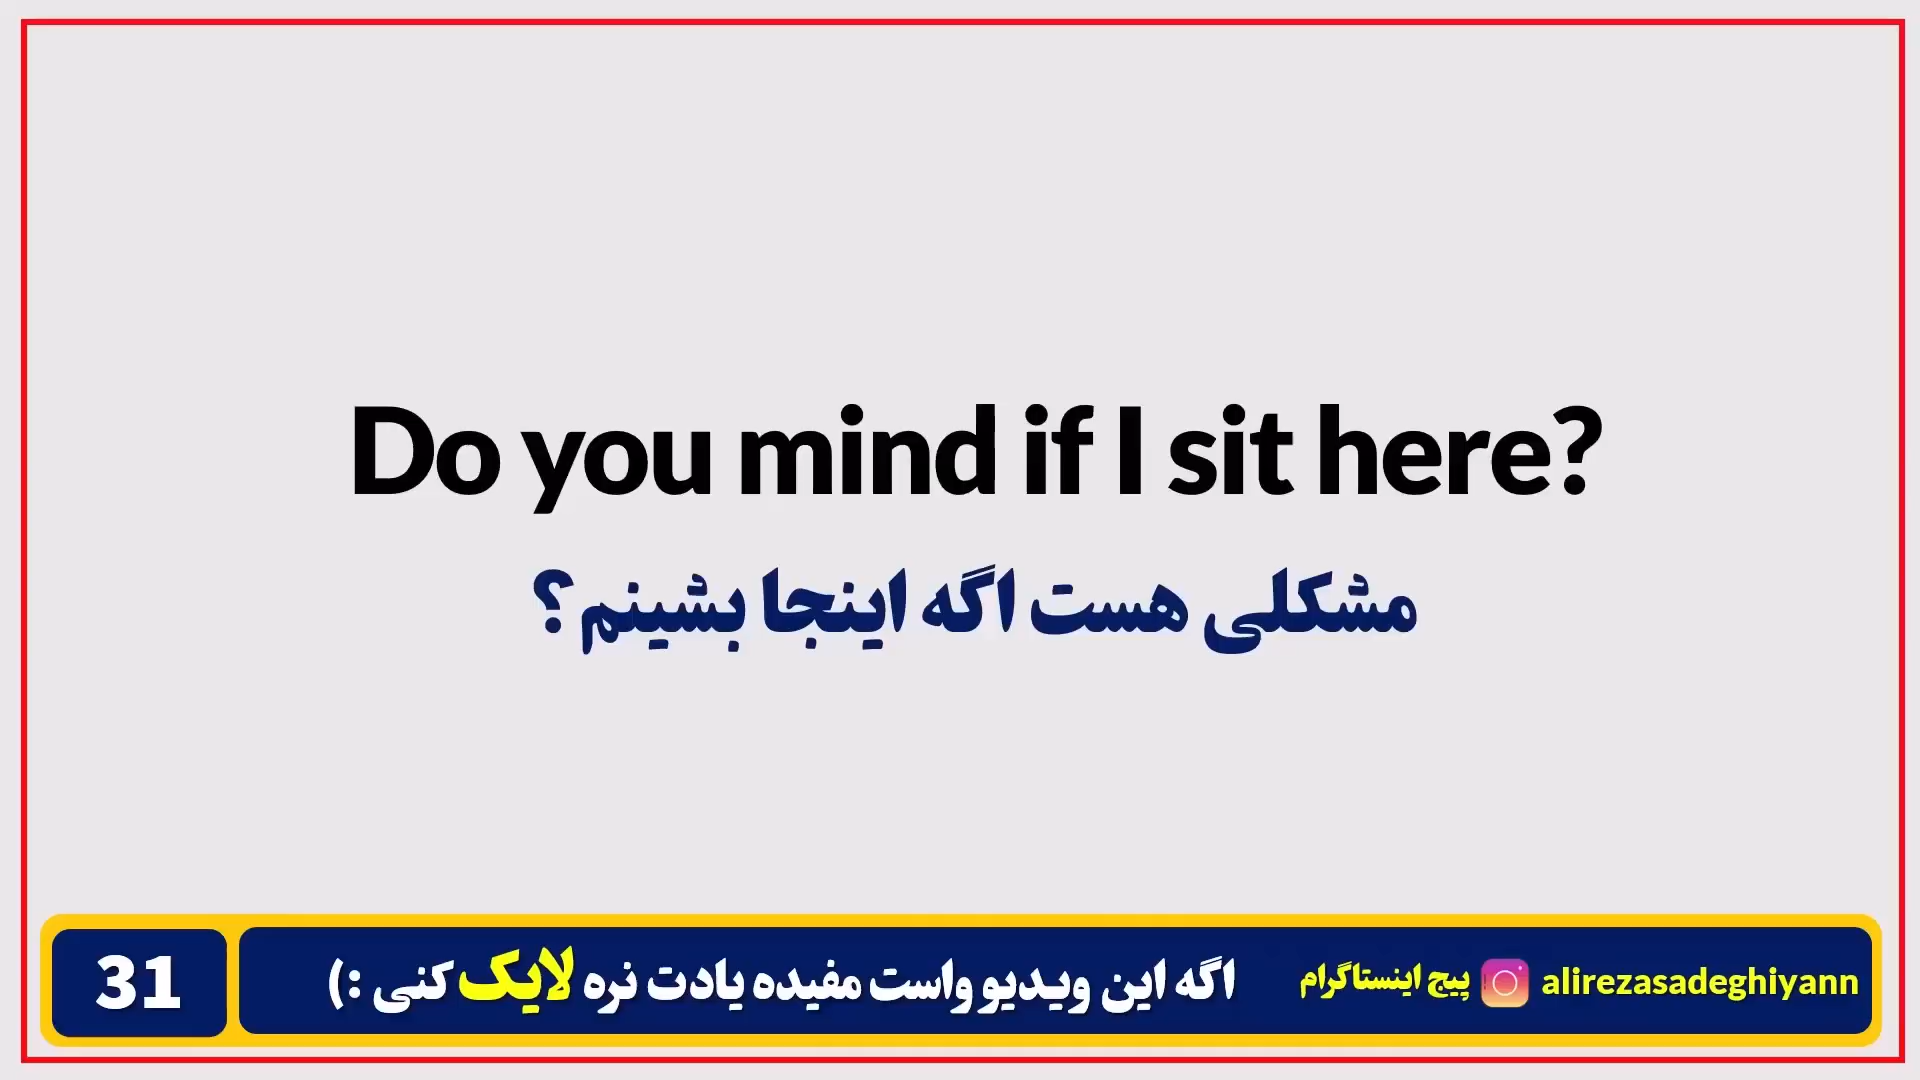 Do you mind if I sit here?
مشکلی هست اگه اینجا بشینم؟
31
اگه این ویدیو واست مفیده یادت نره لایک کنی :)
پیج اینستاگرام alirezasadeghiyann